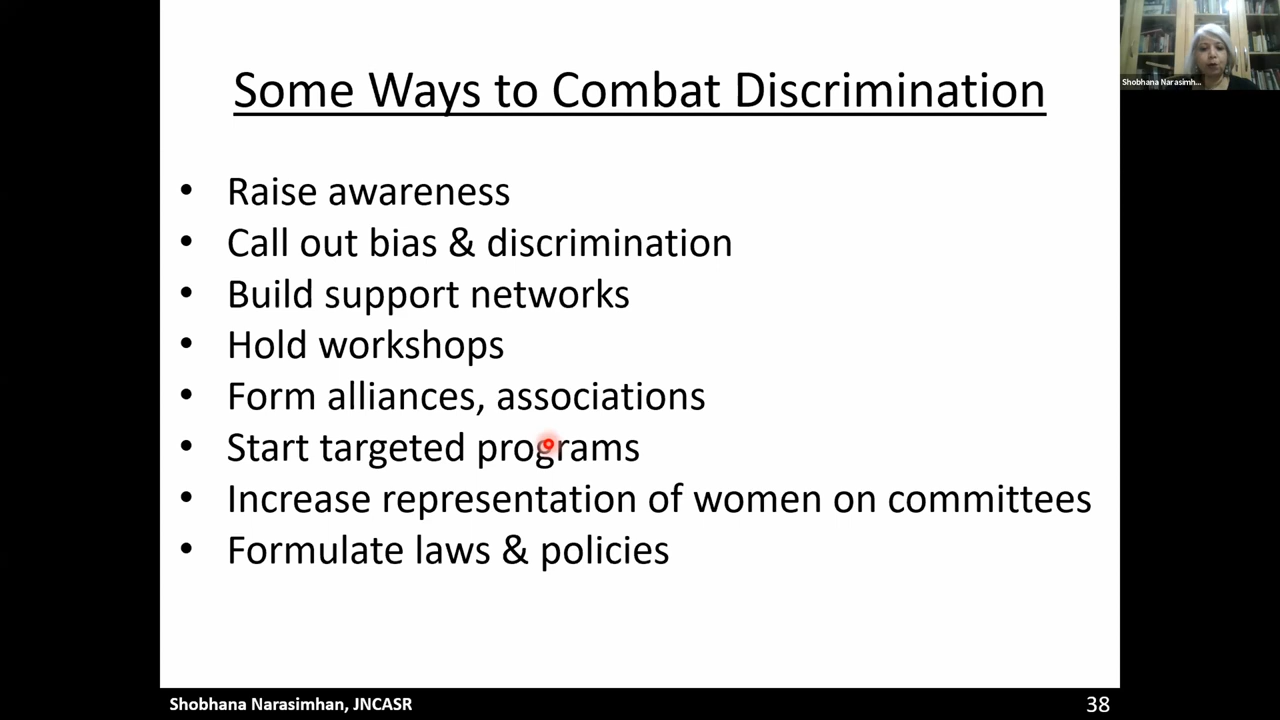 Some Ways to Combat Discrimination
Shobhana Narasimh...
• Raise awareness
• Call out bias & discrimination
• Build support networks
• Hold workshops
• Form alliances, associations
• Start targeted programs
• Increase representation of women on committees
• Formulate laws & policies
Shobhana Narasimhan, JNCASR
38